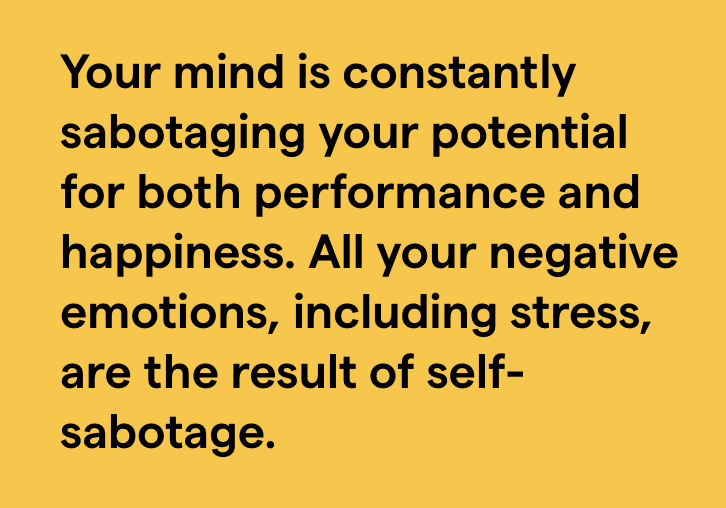 Your mind is constantly
sabotaging your potential
for both performance and
happiness. All your negative
emotions, including stress,
are the result of self-
sabotage.